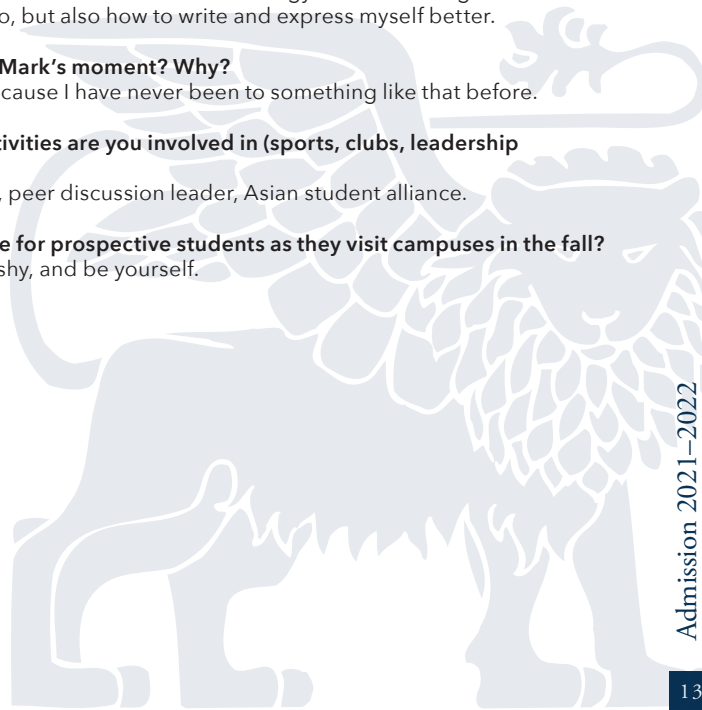 o, but also how to write and express myself better.
Mark's moment? Why?
cause I have never been to something like that before.
tivities are you involved in (sports, clubs, leadership
, peer discussion leader, Asian student alliance.
e for prospective students as they visit campuses in the fall?
shy, and be yourself.
Admission 2021–2022
13